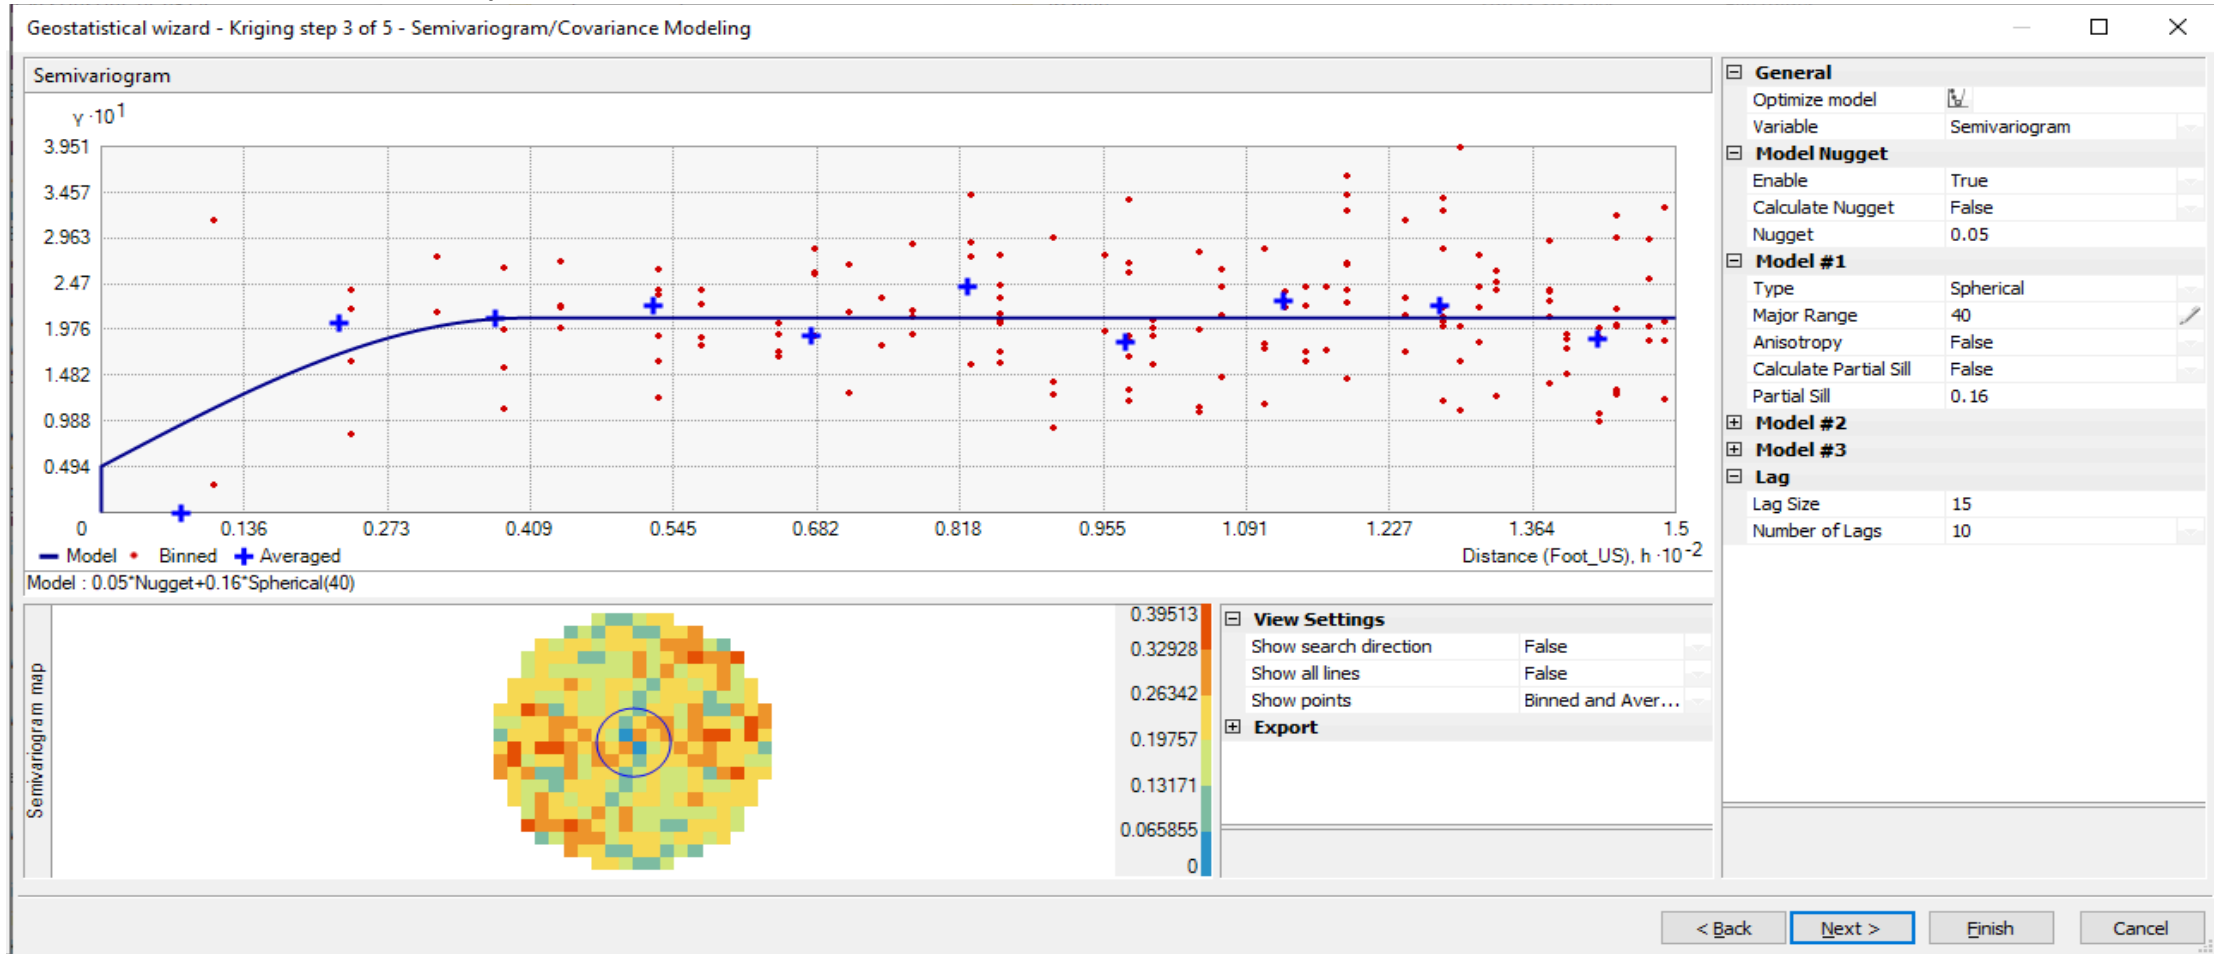 Geostatistical wizard - Kriging step 3 of 5 - Semivariogram/Covariance Modeling
Semivariogram
γ ·10¹
3.951
3.457
2.963
2.47
1.976
1.482
0.988
0.494
0 0.136 0.273 0.409 0.545 0.682 0.818 0.955 1.091 1.227 1.364 1.5
Model Binned Averaged
Distance (Foot_US), h ·10⁻²
Model : 0.05*Nugget+0.16*Spherical(40)
Semivariogram map
0.39513
0.32928
0.26342
0.19757
0.13171
0.065855
0
View Settings
Show search direction False
Show all lines False
Show points Binned and Aver...
Export
General
Optimize model
Variable Semivariogram
Model Nugget
Enable True
Calculate Nugget False
Nugget 0.05
Model #1
Type Spherical
Major Range 40
Anisotropy False
Calculate Partial Sill False
Partial Sill 0.16
Model #2
Model #3
Lag
Lag Size 15
Number of Lags 10
< Back Next > Finish Cancel